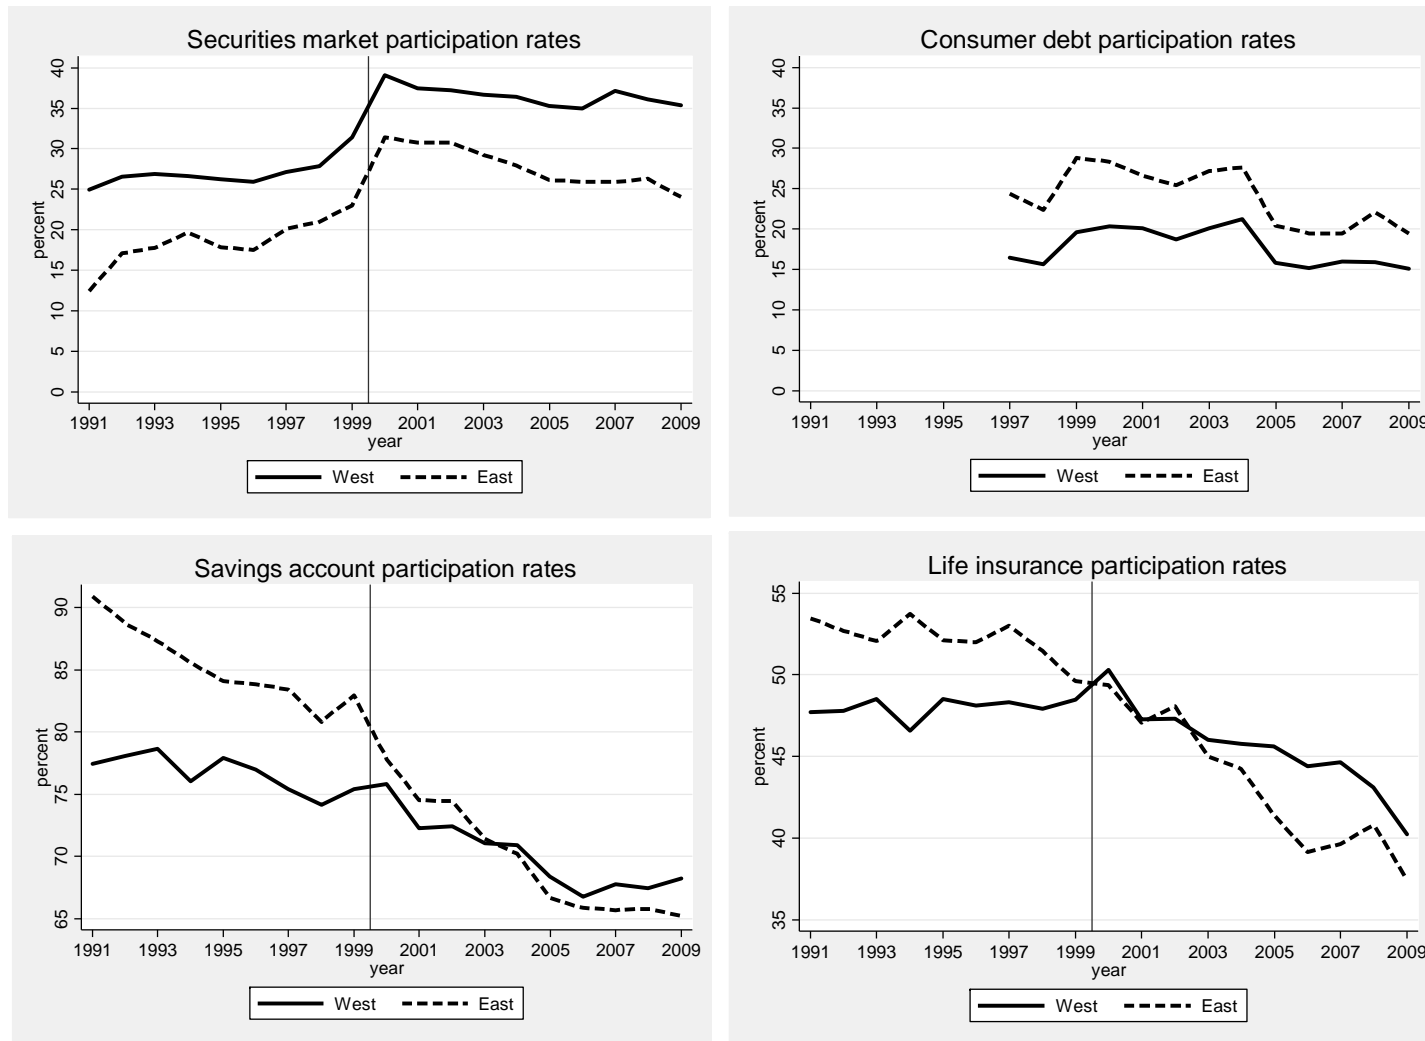 Securities market participation rates
percent
40
35
30
25
20
15
10
5
0
1991 1993 1995 1997 1999 2001 2003 2005 2007 2009
year
West East
Consumer debt participation rates
percent
40
35
30
25
20
15
10
5
0
1991 1993 1995 1997 1999 2001 2003 2005 2007 2009
year
West East
Savings account participation rates
percent
90
85
80
75
70
65
1991 1993 1995 1997 1999 2001 2003 2005 2007 2009
year
West East
Life insurance participation rates
percent
55
50
45
40
35
1991 1993 1995 1997 1999 2001 2003 2005 2007 2009
year
West East